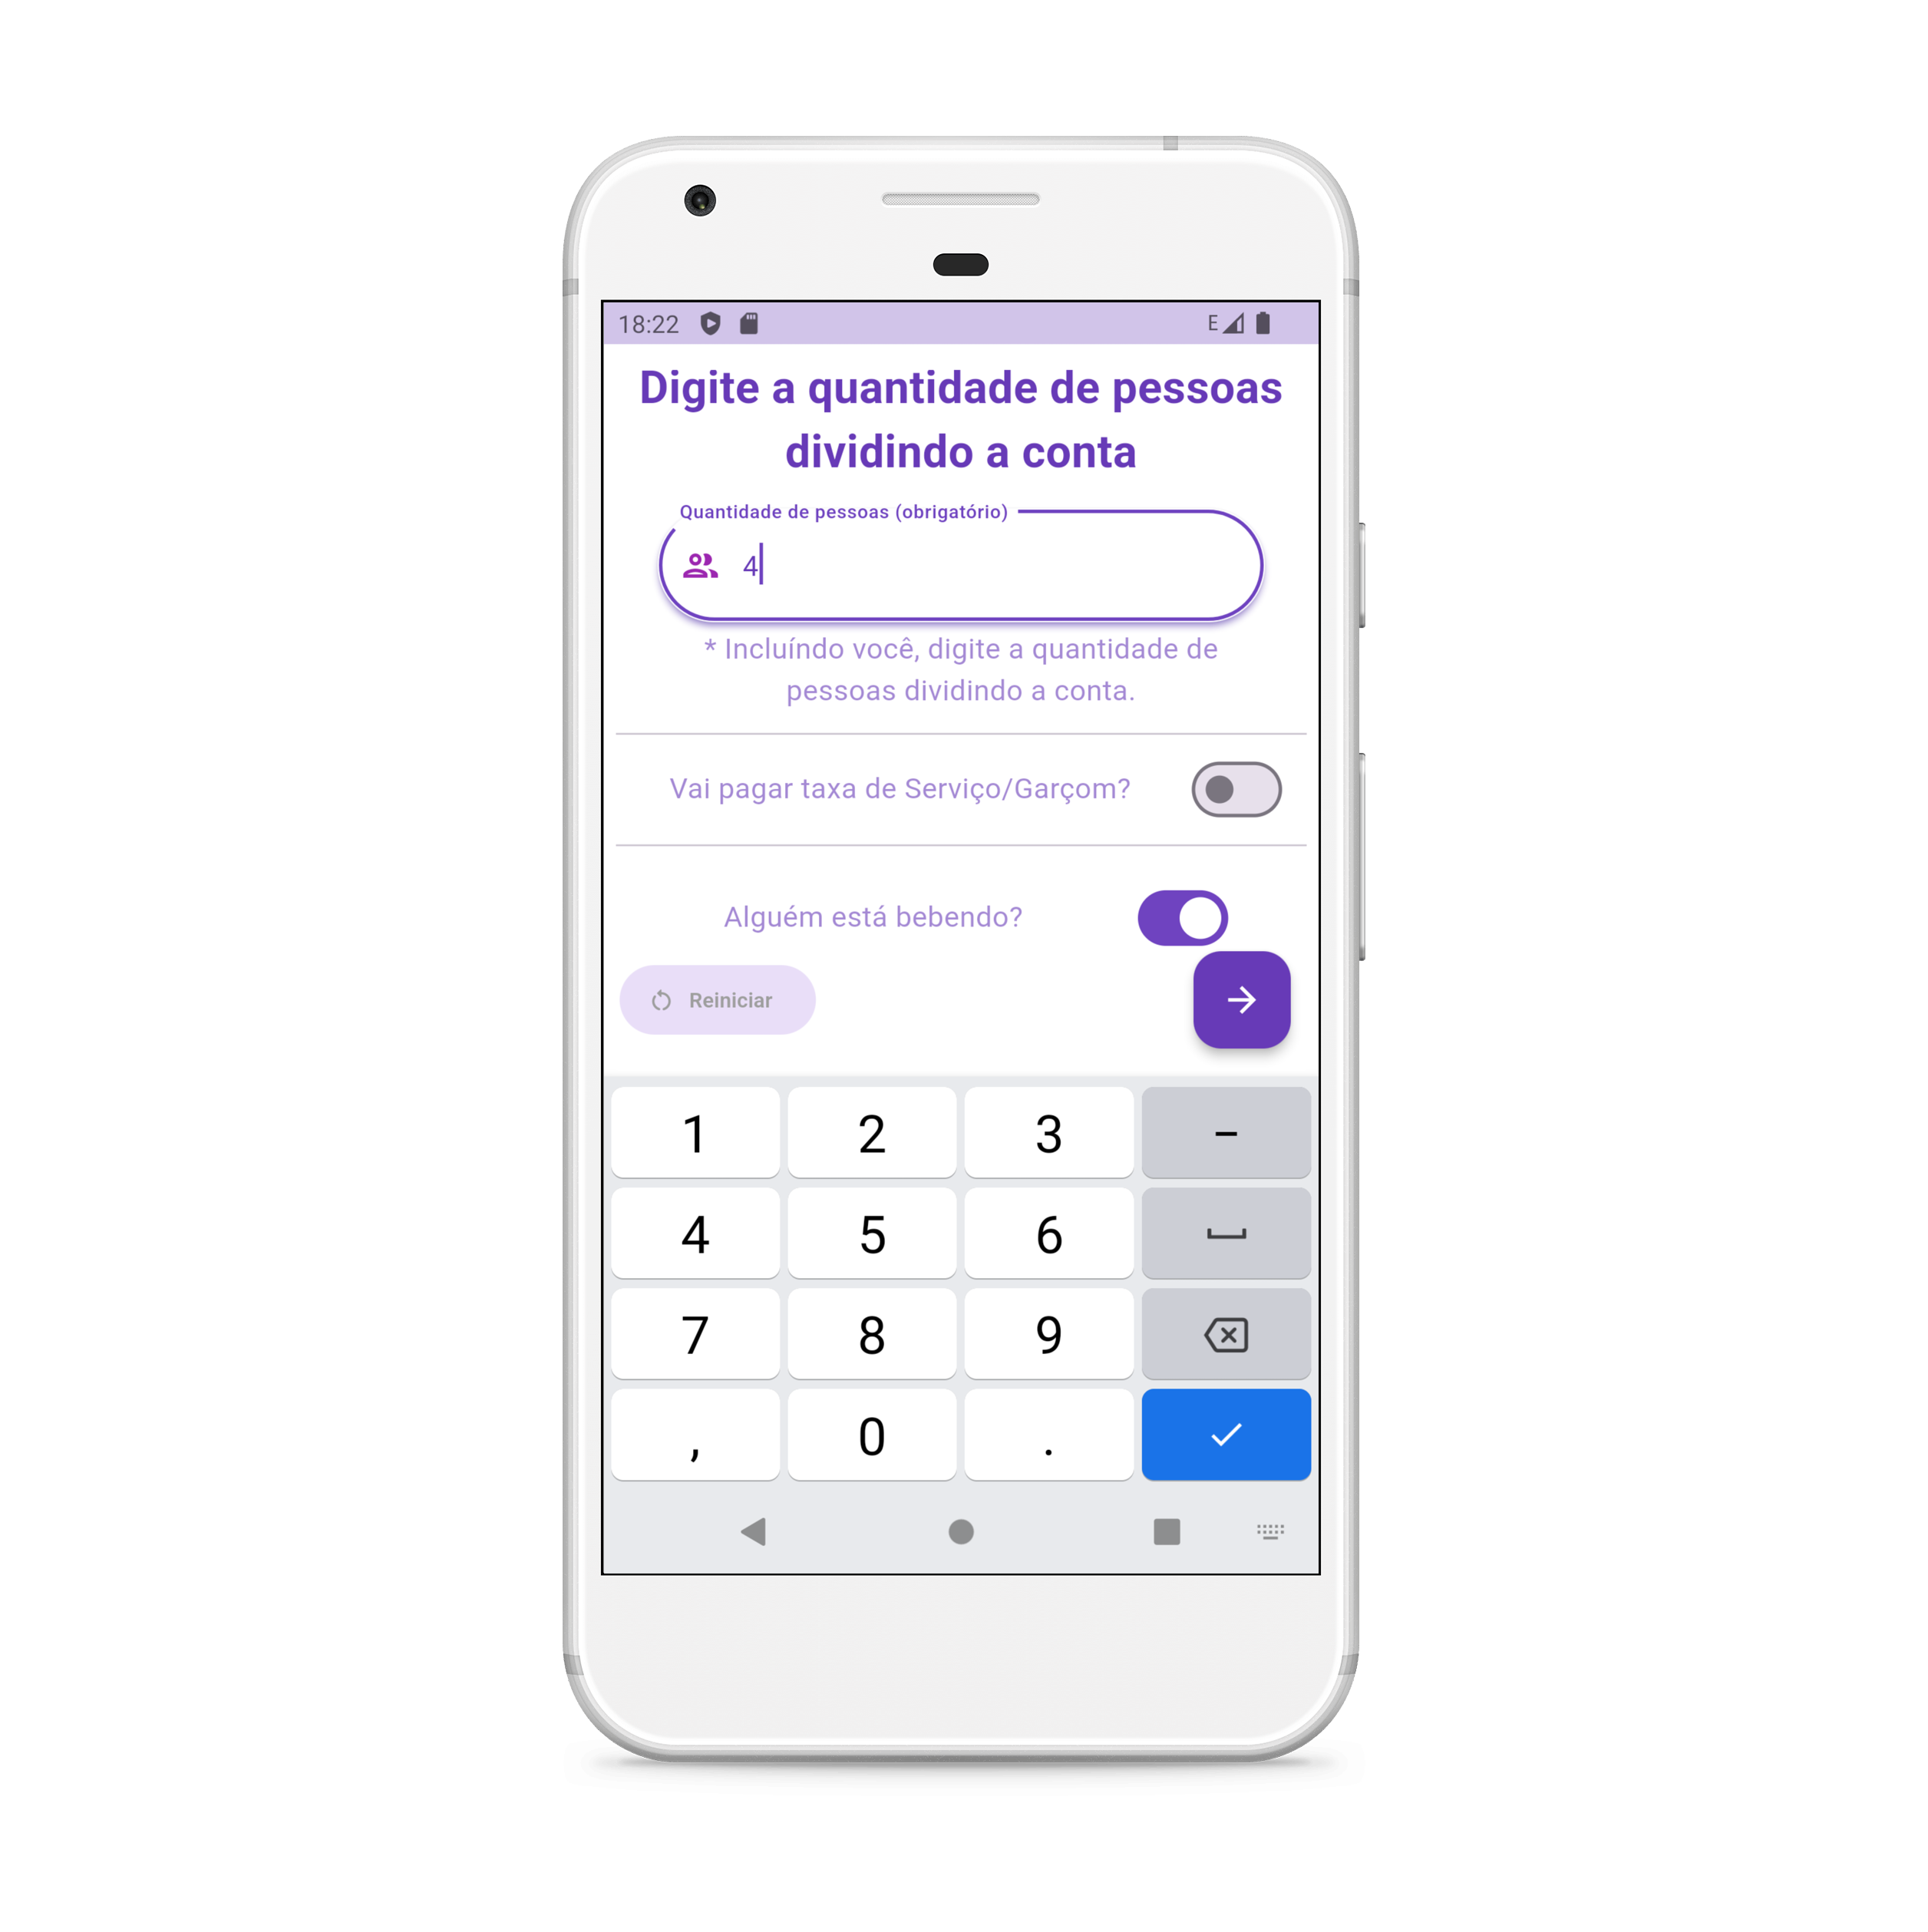 18:22 E
Digite a quantidade de pessoas
dividindo a conta
Quantidade de pessoas (obrigatório)
4
* Incluíndo você, digite a quantidade de
pessoas dividindo a conta.
Vai pagar taxa de Serviço/Garçom?
Alguém está bebendo?
Reiniciar
1 2 3 –
4 5 6
7 8 9
, 0 .